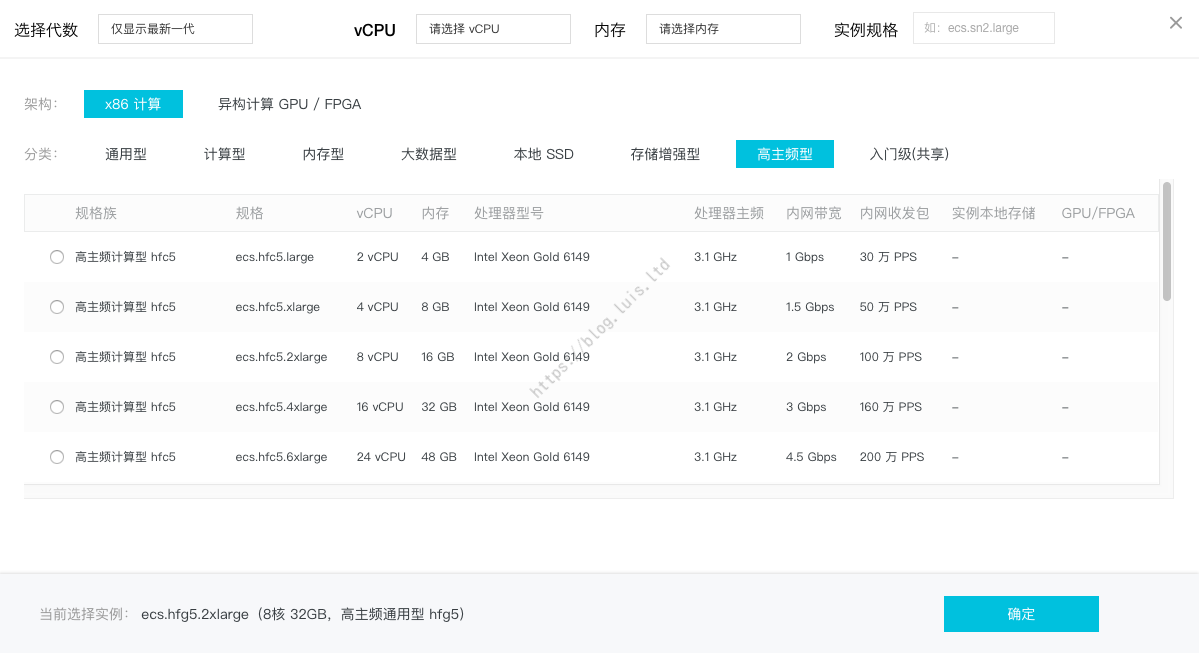 选择代数 仅显示最新一代 vCPU 请选择 vCPU 内存 请选择内存 实例规格 如：ecs.sn2.large
架构： x86 计算 异构计算 GPU / FPGA
分类： 通用型 计算型 内存型 大数据型 本地 SSD 存储增强型 高主频型 入门级(共享)
规格族 规格 vCPU 内存 处理器型号 处理器主频 内网带宽 内网收发包 实例本地存储 GPU/FPGA
高主频计算型 hfc5 ecs.hfc5.large 2 vCPU 4 GB Intel Xeon Gold 6149 3.1 GHz 1 Gbps 30 万 PPS – –
高主频计算型 hfc5 ecs.hfc5.xlarge 4 vCPU 8 GB Intel Xeon Gold 6149 3.1 GHz 1.5 Gbps 50 万 PPS – –
高主频计算型 hfc5 ecs.hfc5.2xlarge 8 vCPU 16 GB Intel Xeon Gold 6149 3.1 GHz 2 Gbps 100 万 PPS – –
高主频计算型 hfc5 ecs.hfc5.4xlarge 16 vCPU 32 GB Intel Xeon Gold 6149 3.1 GHz 3 Gbps 160 万 PPS – –
高主频计算型 hfc5 ecs.hfc5.6xlarge 24 vCPU 48 GB Intel Xeon Gold 6149 3.1 GHz 4.5 Gbps 200 万 PPS – –
https://blog.luis.ltd
当前选择实例： ecs.hfg5.2xlarge（8核 32GB，高主频通用型 hfg5） 确定